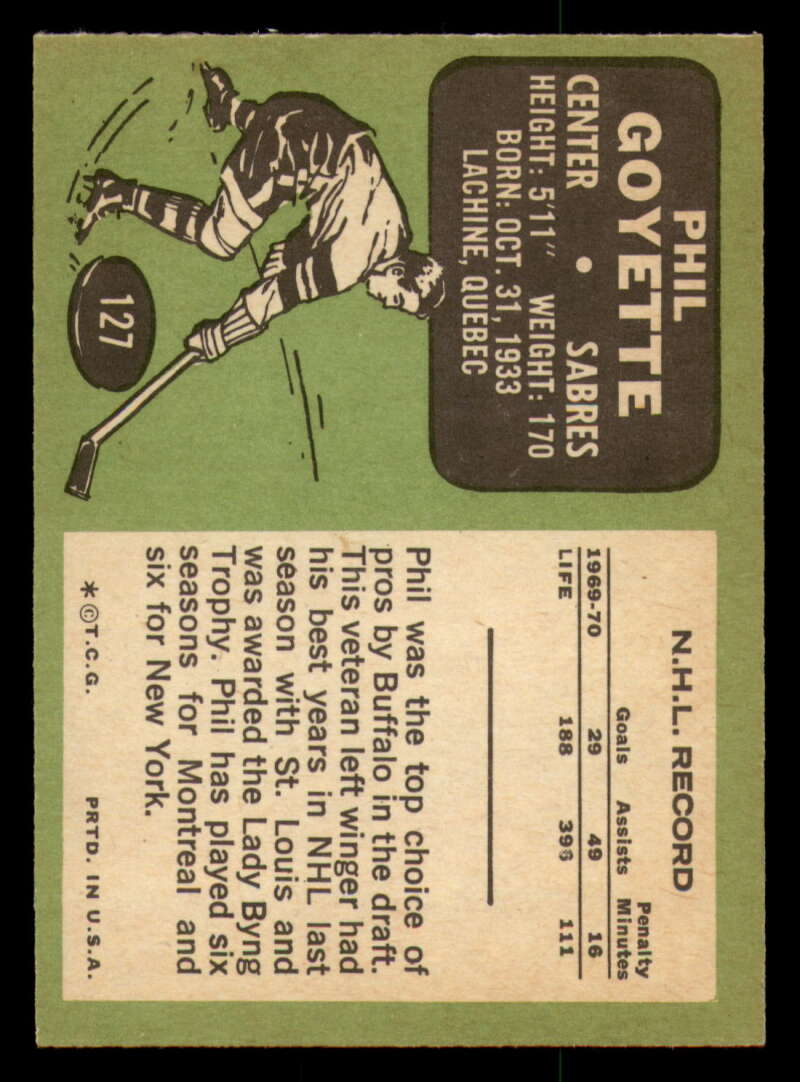 PHIL
GOYETTE
CENTER • SABRES
HEIGHT: 5'11" WEIGHT: 170
BORN: OCT. 31, 1933
LACHINE, QUEBEC
127
N.H.L. RECORD
Goals Assists Penalty Minutes
1969-70 29 49 16
LIFE 188 396 111
Phil was the top choice of
pros by Buffalo in the draft.
This veteran left winger had
his best years in NHL last
season with St. Louis and
was awarded the Lady Byng
Trophy. Phil has played six
seasons for Montreal and
six for New York.
*©T.C.G. PRTD. IN U.S.A.